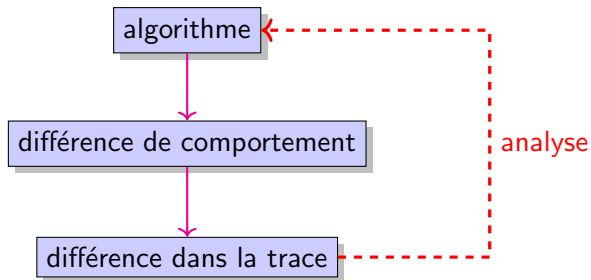 algorithme
différence de comportement
analyse
différence dans la trace